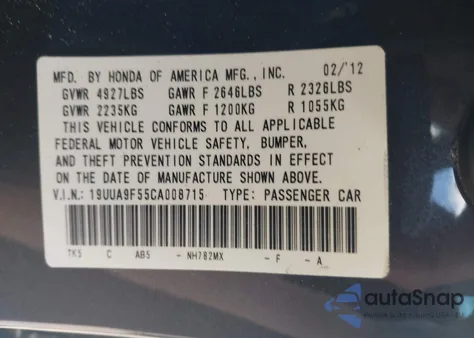 MFD. BY HONDA OF AMERICA MFG., INC. 02/'12
GVWR 4927LBS GAWR F 2646LBS R 2326LBS
GVWR 2235KG GAWR F 1200KG R 1055KG
THIS VEHICLE CONFORMS TO ALL APPLICABLE
FEDERAL MOTOR VEHICLE SAFETY, BUMPER,
AND THEFT PREVENTION STANDARDS IN EFFECT
ON THE DATE OF MANUFACTURE SHOWN ABOVE.
V.I.N.: 19UUA9F55CA008715 TYPE: PASSENGER CAR
TK5 C AB5 - NH782MX - F - A
autoSnap